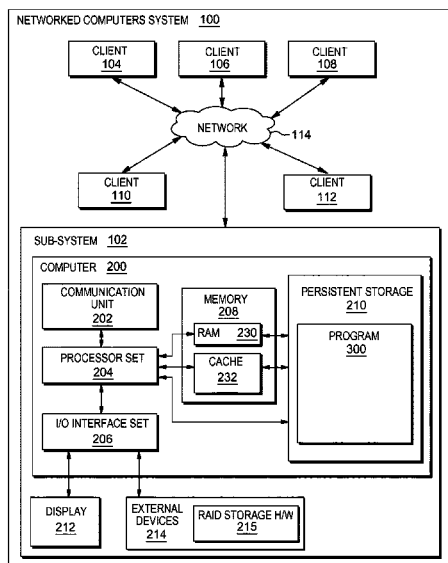 NETWORKED COMPUTERS SYSTEM 100
CLIENT
104
CLIENT
106
CLIENT
108
NETWORK
114
CLIENT
110
CLIENT
112
SUB-SYSTEM 102
COMPUTER 200
COMMUNICATION
UNIT
202
PROCESSOR SET
204
I/O INTERFACE SET
206
MEMORY
208
RAM 230
CACHE
232
PERSISTENT STORAGE
210
PROGRAM
300
DISPLAY
212
EXTERNAL
DEVICES
214
RAID STORAGE H/W
215